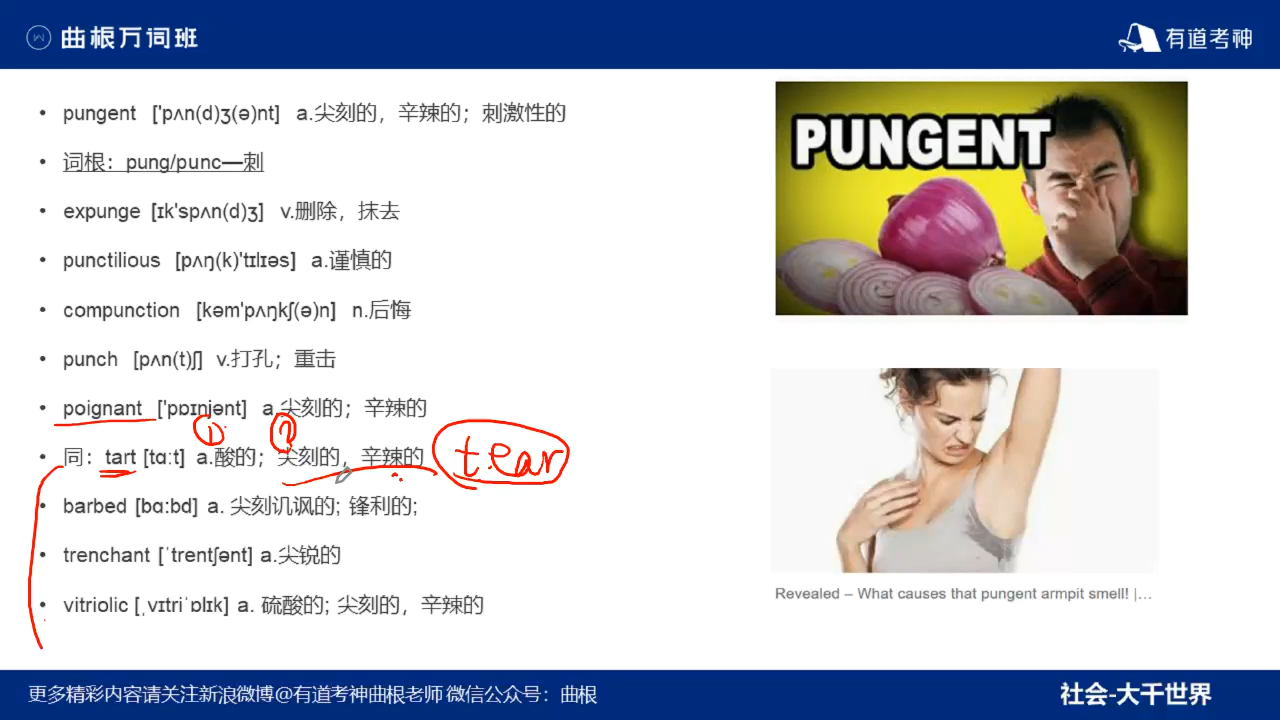 曲根万词班
有道考神
• pungent ['pʌn(d)ʒ(ə)nt] a.尖刻的，辛辣的；刺激性的
• 词根：pung/punc—刺
• expunge [ɪk'spʌn(d)ʒ] v.删除，抹去
• punctilious [pʌŋ(k)'tɪlɪəs] a.谨慎的
• compunction [kəm'pʌŋkʃ(ə)n] n.后悔
• punch [pʌn(t)ʃ] v.打孔；重击
• poignant ['pɒɪnjənt] a.尖刻的；辛辣的
① ②
• 同：tart [tɑːt] a.酸的；尖刻的，辛辣的 tear
• barbed [bɑːbd] a. 尖刻讥讽的; 锋利的;
• trenchant [ˈtrentʃənt] a.尖锐的
• vitriolic [ˌvɪtriˈɒlɪk] a. 硫酸的; 尖刻的，辛辣的
PUNGENT
Revealed – What causes that pungent armpit smell! |…
更多精彩内容请关注新浪微博@有道考神曲根老师 微信公众号：曲根
社会-大千世界